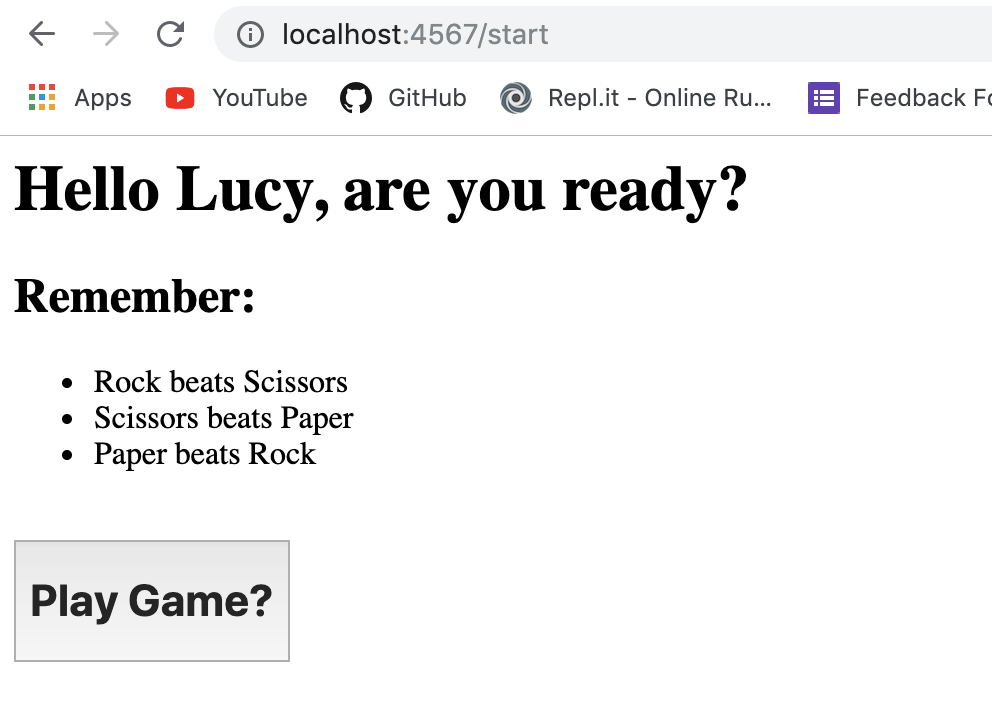 localhost:4567/start
Apps YouTube GitHub Repl.it - Online Ru... Feedback Fo
Hello Lucy, are you ready?
Remember:
• Rock beats Scissors
• Scissors beats Paper
• Paper beats Rock
Play Game?